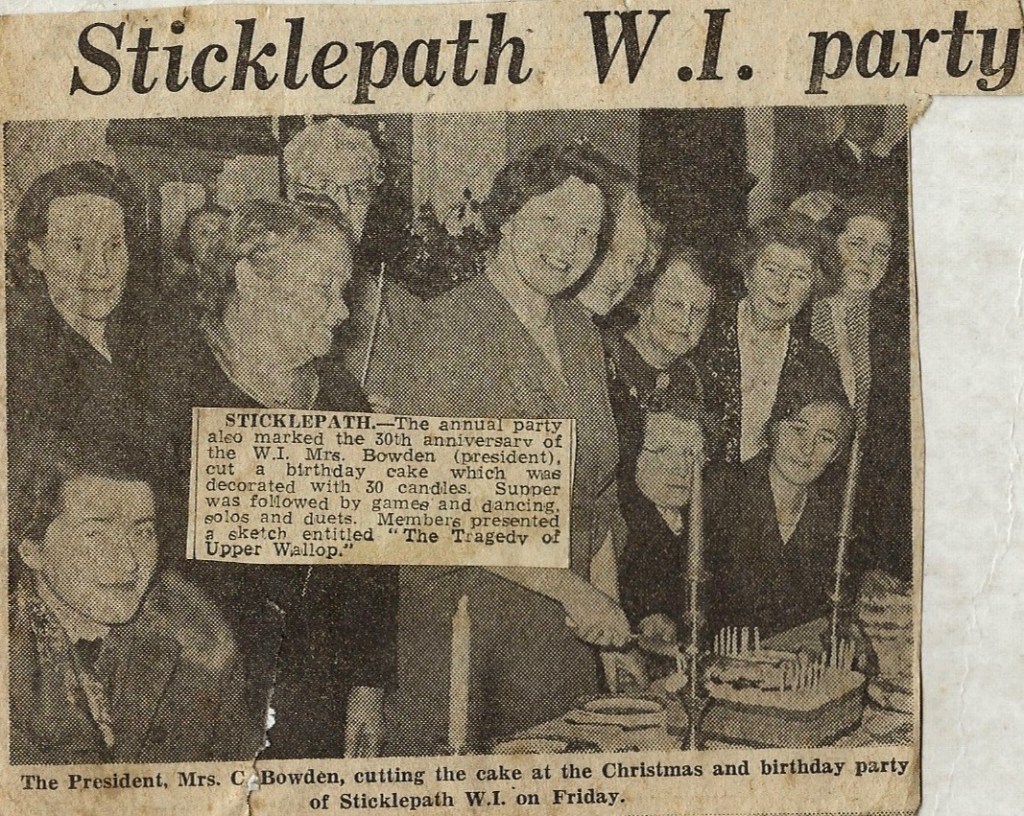 Sticklepath W.I. party
STICKLEPATH.—The annual party
also marked the 30th anniversary of
the W.I. Mrs. Bowden (president),
cut a birthday cake which was
decorated with 30 candles. Supper
was followed by games and dancing,
solos and duets. Members presented
a sketch entitled "The Tragedy of
Upper Wallop."
The President, Mrs. C. Bowden, cutting the cake at the Christmas and birthday party
of Sticklepath W.I. on Friday.